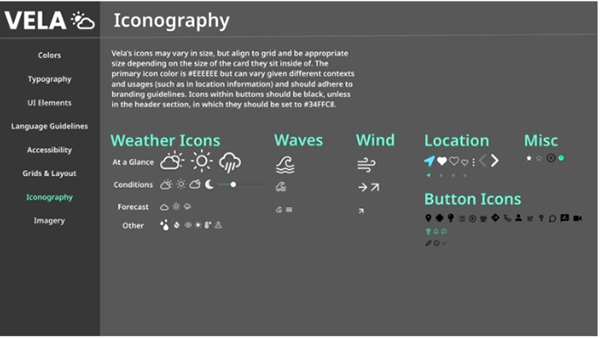 VELA
Iconography
Colors
Typography
UI Elements
Language Guidelines
Accessibility
Grids & Layout
Iconography
Imagery
Vela's icons may vary in size, but align to grid and be appropriate
size depending on the size of the card they sit inside of. The
primary icon color is #EEEEEE but can vary given different contexts
and usages (such as in location information) and should adhere to
branding guidelines. Icons within buttons should be black, unless
in the header section, in which they should be set to #34FFC8.
Weather Icons
At a Glance
Conditions
Forecast
Other
Waves
Wind
Location
Misc
Button Icons